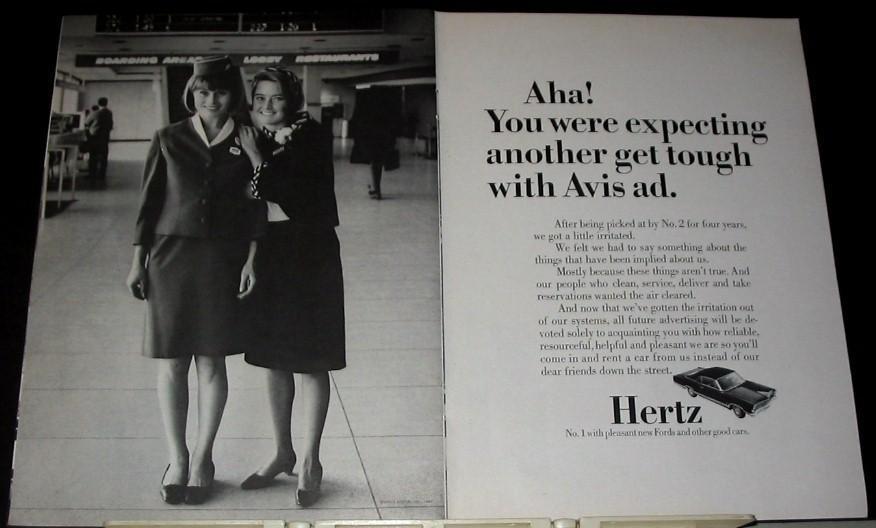 BOARDING AREAS LOBBY RESTAURANTS
Aha!
You were expecting
another get tough
with Avis ad.
After being picked at by No. 2 for four years,
we got a little irritated.
We felt we had to say something about the
things that have been implied about us.
Mostly because these things aren't true. And
our people who clean, service, deliver and take
reservations wanted the air cleared.
And now that we've gotten the irritation out
of our systems, all future advertising will be de-
voted solely to acquainting you with how reliable,
resourceful, helpful and pleasant we are so you'll
come in and rent a car from us instead of our
dear friends down the street.
Hertz
No. 1 with pleasant new Fords and other good cars.